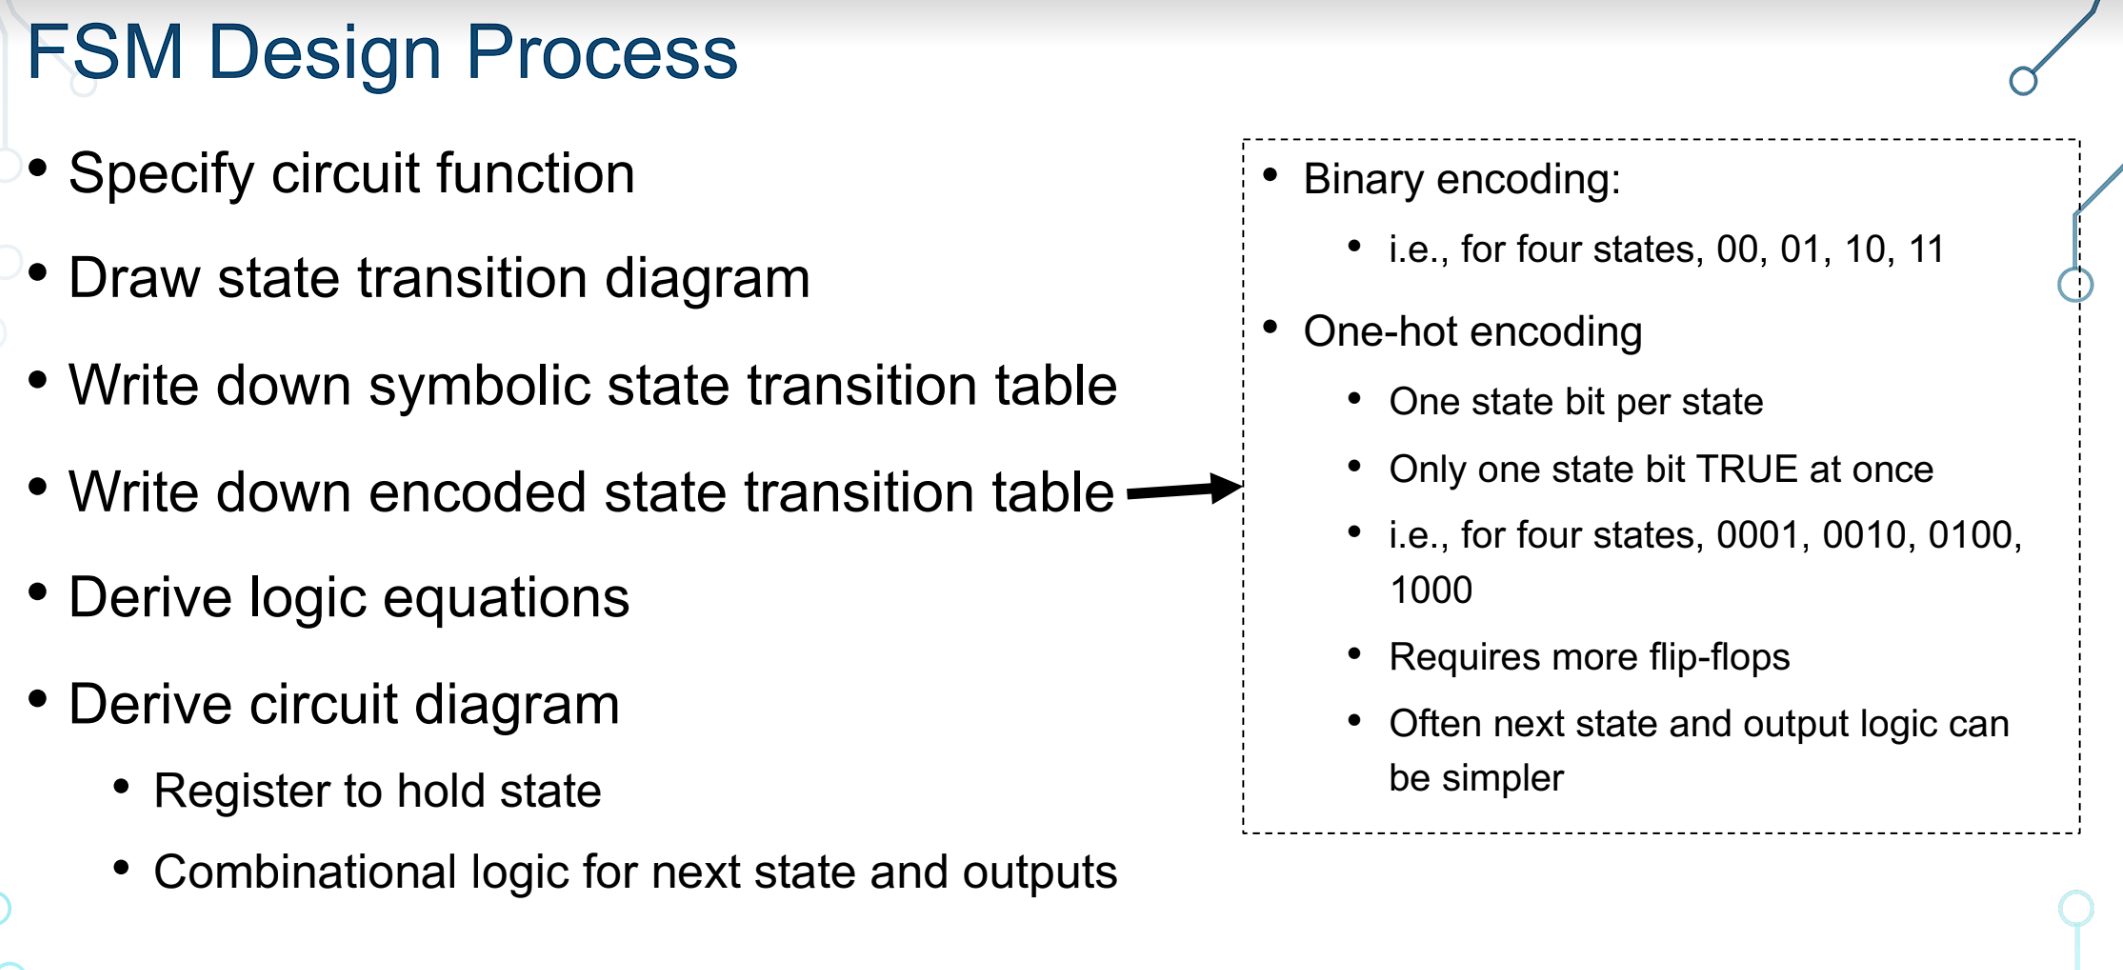 FSM Design Process
• Specify circuit function
• Draw state transition diagram
• Write down symbolic state transition table
• Write down encoded state transition table
• Derive logic equations
• Derive circuit diagram
• Register to hold state
• Combinational logic for next state and outputs
• Binary encoding:
• i.e., for four states, 00, 01, 10, 11
• One-hot encoding
• One state bit per state
• Only one state bit TRUE at once
• i.e., for four states, 0001, 0010, 0100,
1000
• Requires more flip-flops
• Often next state and output logic can
be simpler